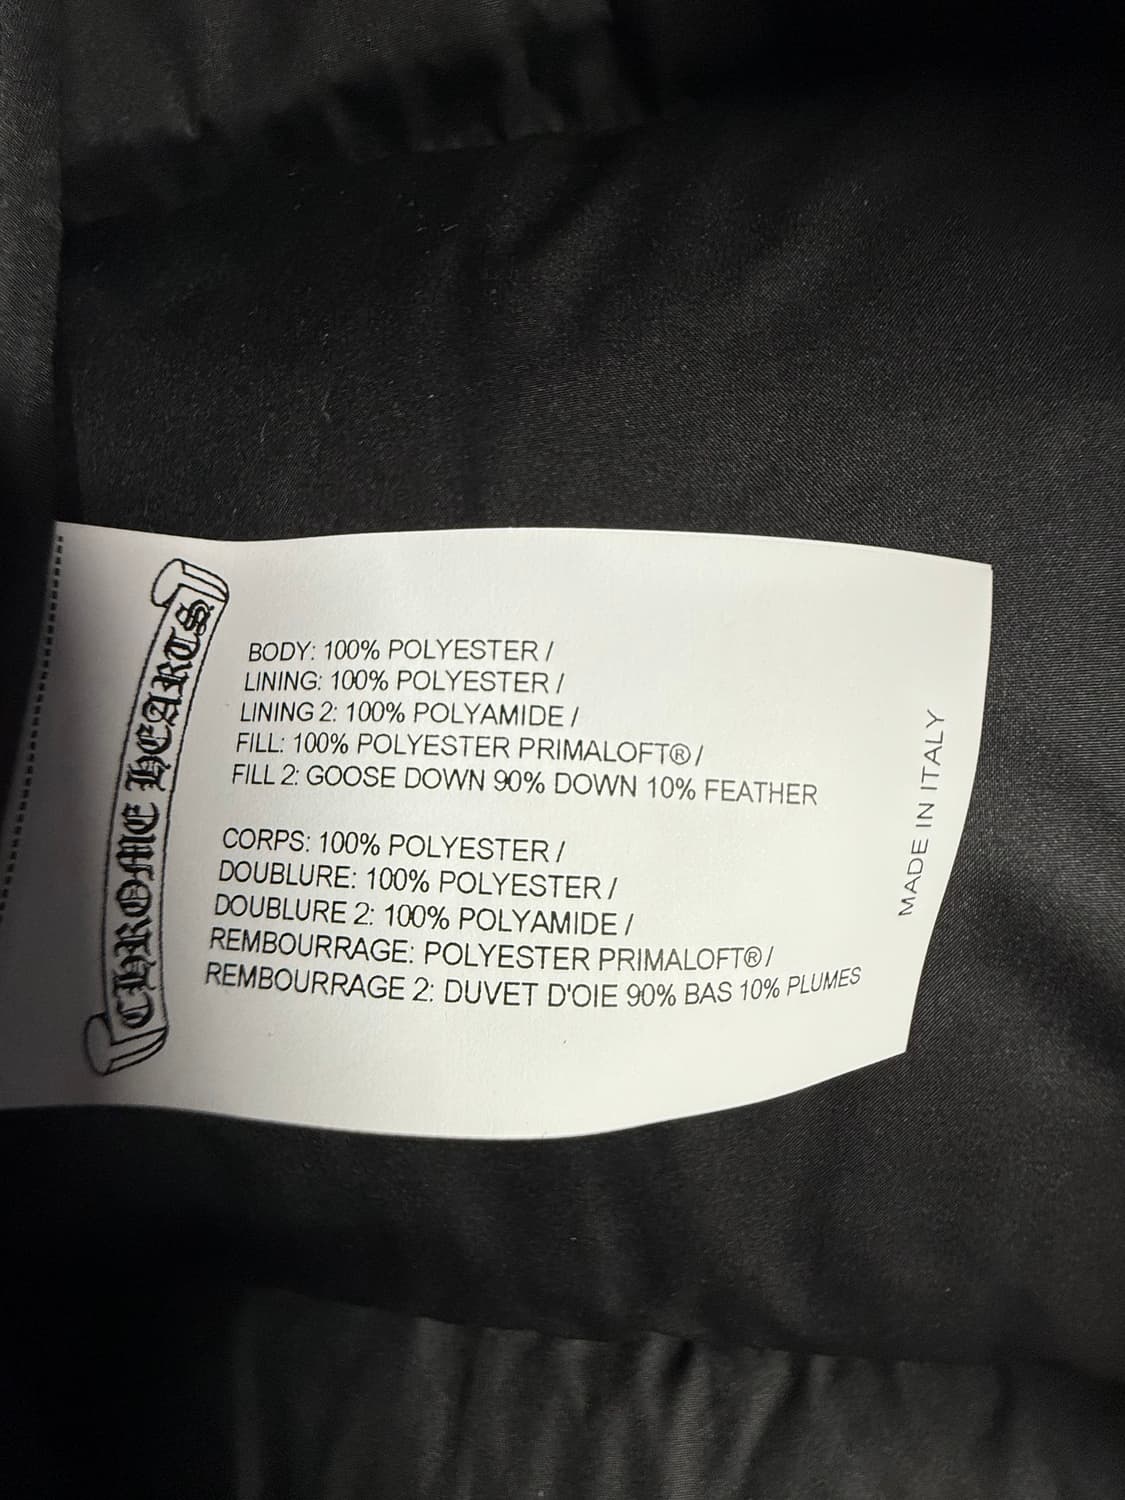 CHROME HEARTS
BODY: 100% POLYESTER /
LINING: 100% POLYESTER /
LINING 2: 100% POLYAMIDE /
FILL: 100% POLYESTER PRIMALOFT® /
FILL 2: GOOSE DOWN 90% DOWN 10% FEATHER
CORPS: 100% POLYESTER /
DOUBLURE: 100% POLYESTER /
DOUBLURE 2: 100% POLYAMIDE /
REMBOURRAGE: POLYESTER PRIMALOFT® /
REMBOURRAGE 2: DUVET D'OIE 90% BAS 10% PLUMES
MADE IN ITALY